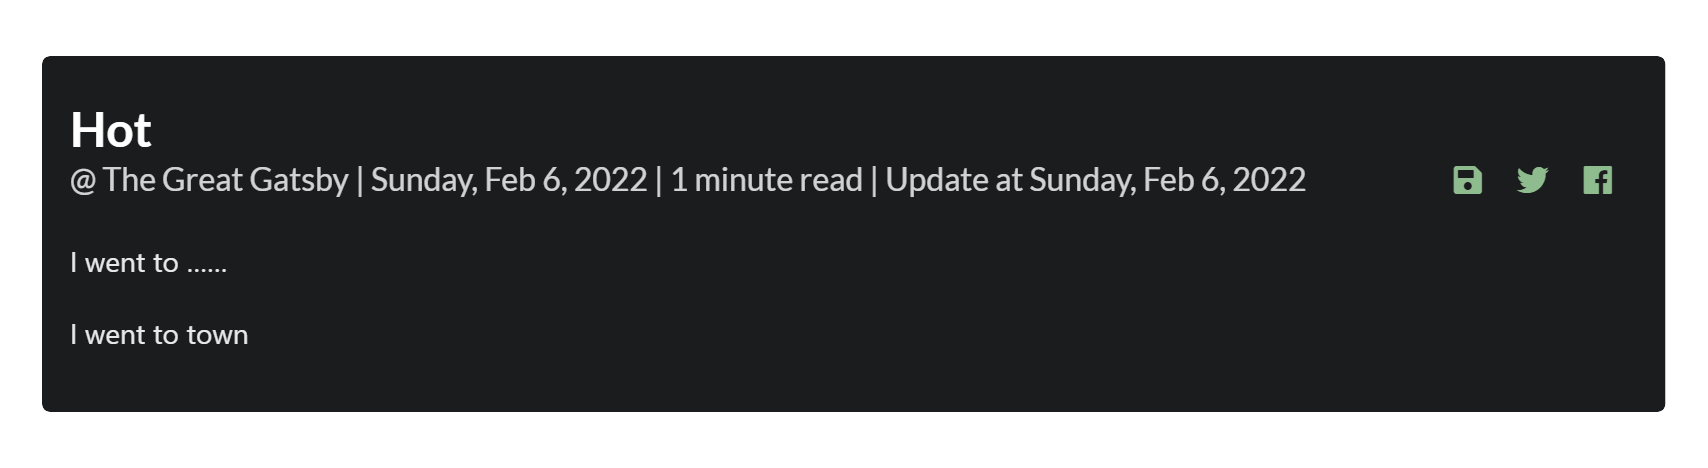 Hot
@ The Great Gatsby | Sunday, Feb 6, 2022 | 1 minute read | Update at Sunday, Feb 6, 2022
I went to ......
I went to town